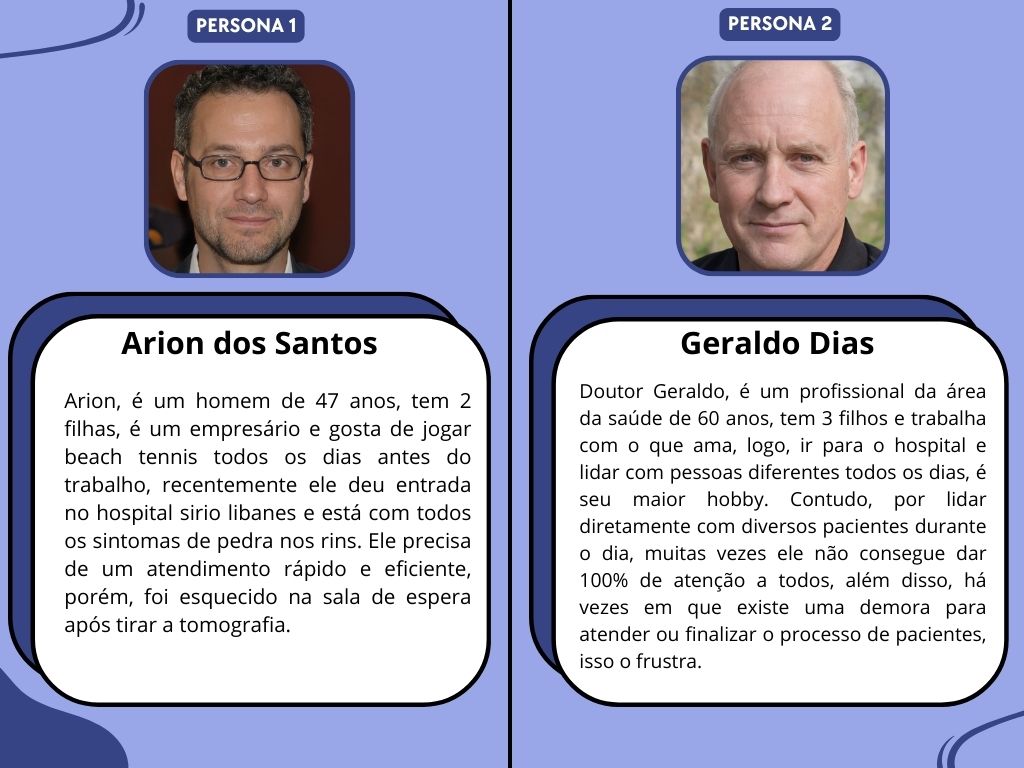 PERSONA 1
Arion dos Santos
Arion, é um homem de 47 anos, tem 2
filhas, é um empresário e gosta de jogar
beach tennis todos os dias antes do
trabalho, recentemente ele deu entrada
no hospital sirio libanes e está com todos
os sintomas de pedra nos rins. Ele precisa
de um atendimento rápido e eficiente,
porém, foi esquecido na sala de espera
após tirar a tomografia.
PERSONA 2
Geraldo Dias
Doutor Geraldo, é um profissional da área
da saúde de 60 anos, tem 3 filhos e trabalha
com o que ama, logo, ir para o hospital e
lidar com pessoas diferentes todos os dias, é
seu maior hobby. Contudo, por lidar
diretamente com diversos pacientes durante
o dia, muitas vezes ele não consegue dar
100% de atenção a todos, além disso, há
vezes em que existe uma demora para
atender ou finalizar o processo de pacientes,
isso o frustra.